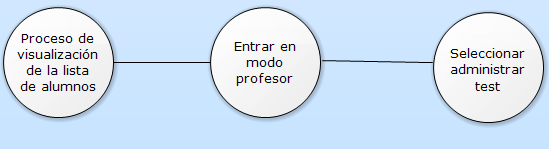 Proceso de
visualización
de la lista
de alumnos
Entrar en
modo
profesor
Seleccionar
administrar
test